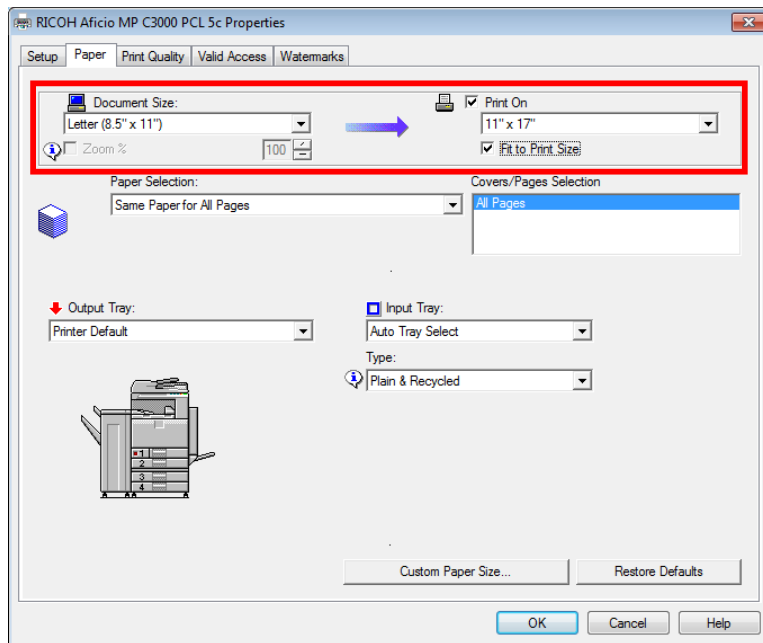 RICOH Aficio MP C3000 PCL 5c Properties
Setup Paper Print Quality Valid Access Watermarks
Document Size: Print On
Letter (8.5" x 11") 11" x 17"
Zoom % 100 Fit to Print Size
Paper Selection: Covers/Pages Selection
Same Paper for All Pages All Pages
Output Tray: Input Tray:
Printer Default Auto Tray Select
Type:
Plain & Recycled
1
2
3
4
Custom Paper Size... Restore Defaults
OK Cancel Help